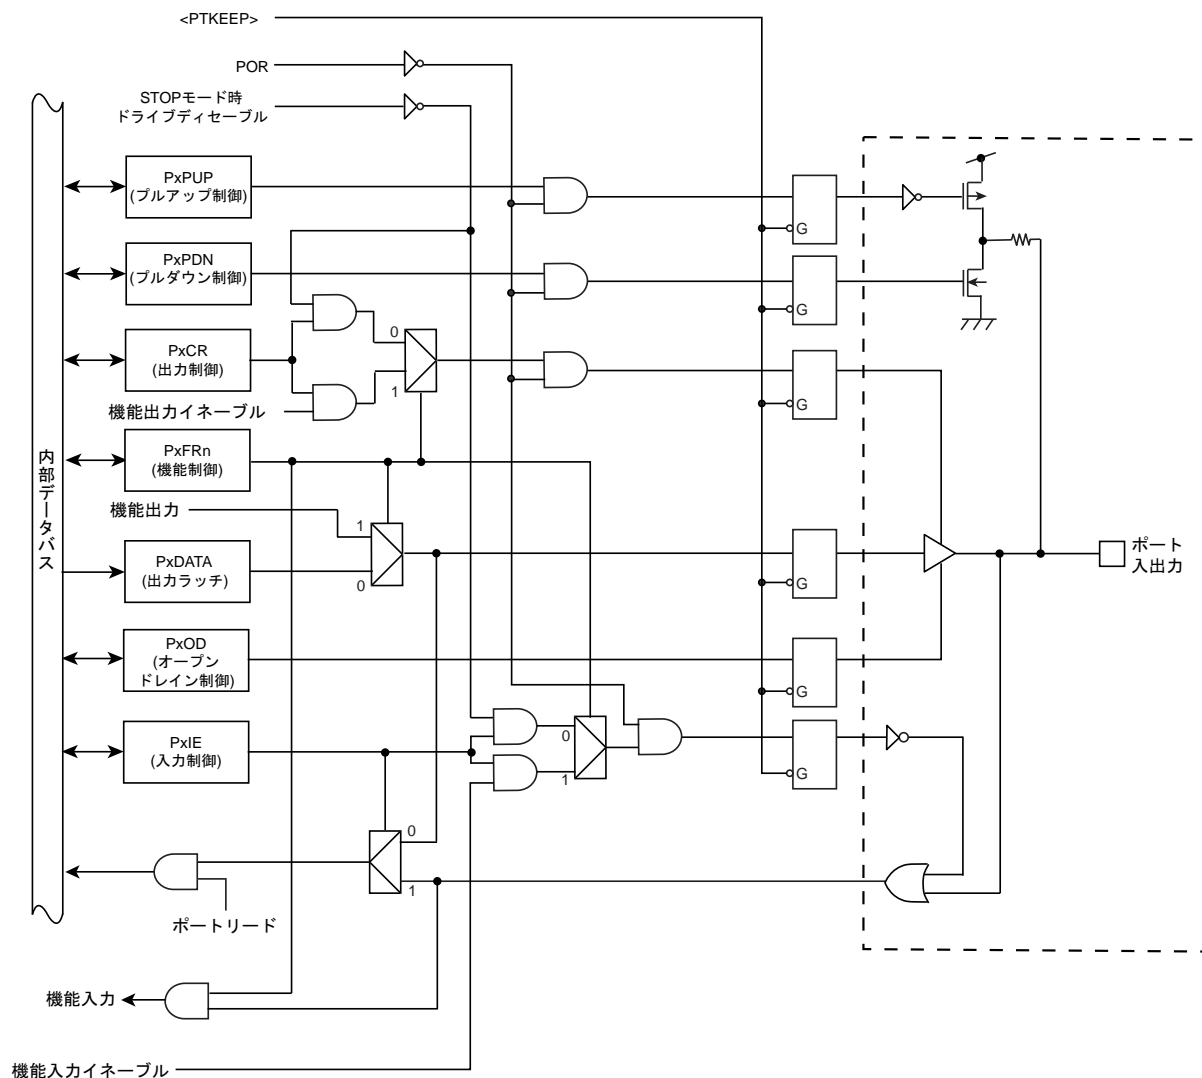 <PTKEEP>
POR
STOPモード時
ドライブディセーブル
PxPUP
(プルアップ制御)
G
PxPDN
(プルダウン制御)
G
PxCR
(出力制御)
0
1
G
機能出力イネーブル
PxFRn
(機能制御)
内部データバス
機能出力
1
0
PxDATA
(出力ラッチ)
G
ポート
入出力
PxOD
(オープン
ドレイン制御)
G
PxIE
(入力制御)
0
1
G
0
1
ポートリード
機能入力
機能入力イネーブル